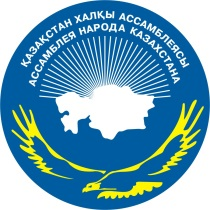 ҚАЗАҚСТАН ХАЛҚЫ АССАМБЛЕЯСЫ
АССАМБЛЕЯ НАРОДА КАЗАХСТАНА